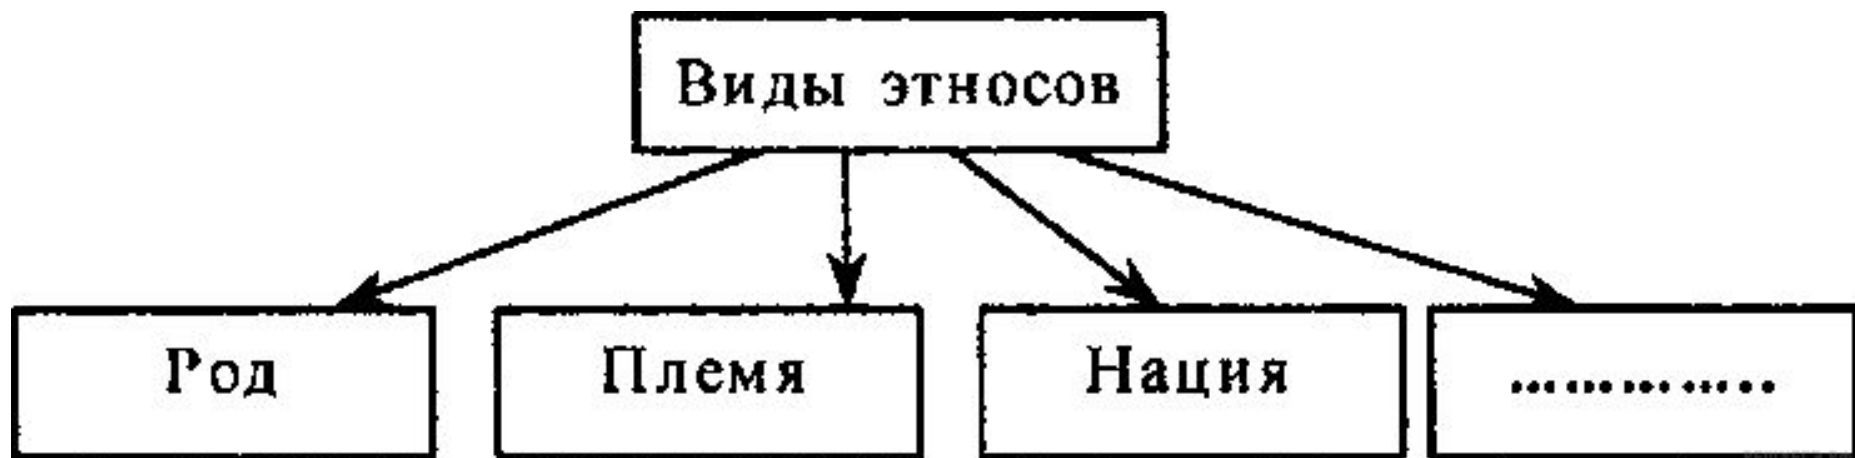 Виды этносов
Род
Племя
Нация
…………..